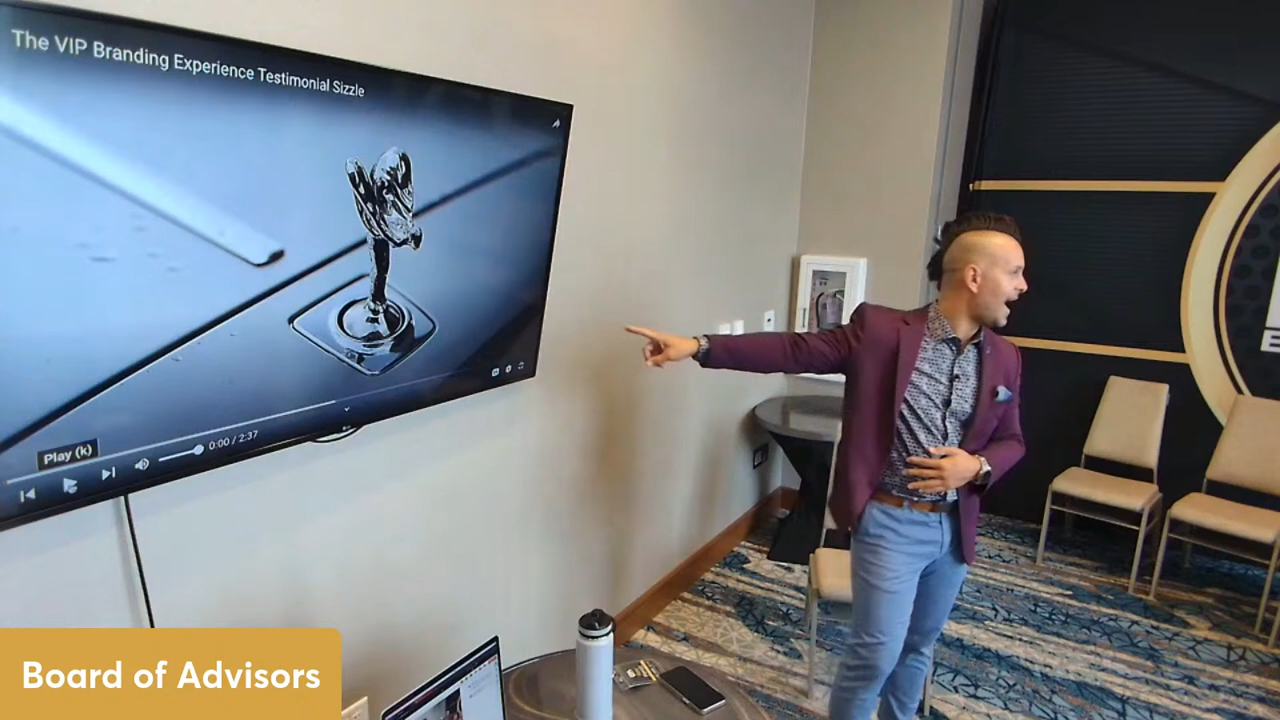 The VIP Branding Experience Testimonial Sizzle
Play (k)
0:00 / 2:37
Board of Advisors